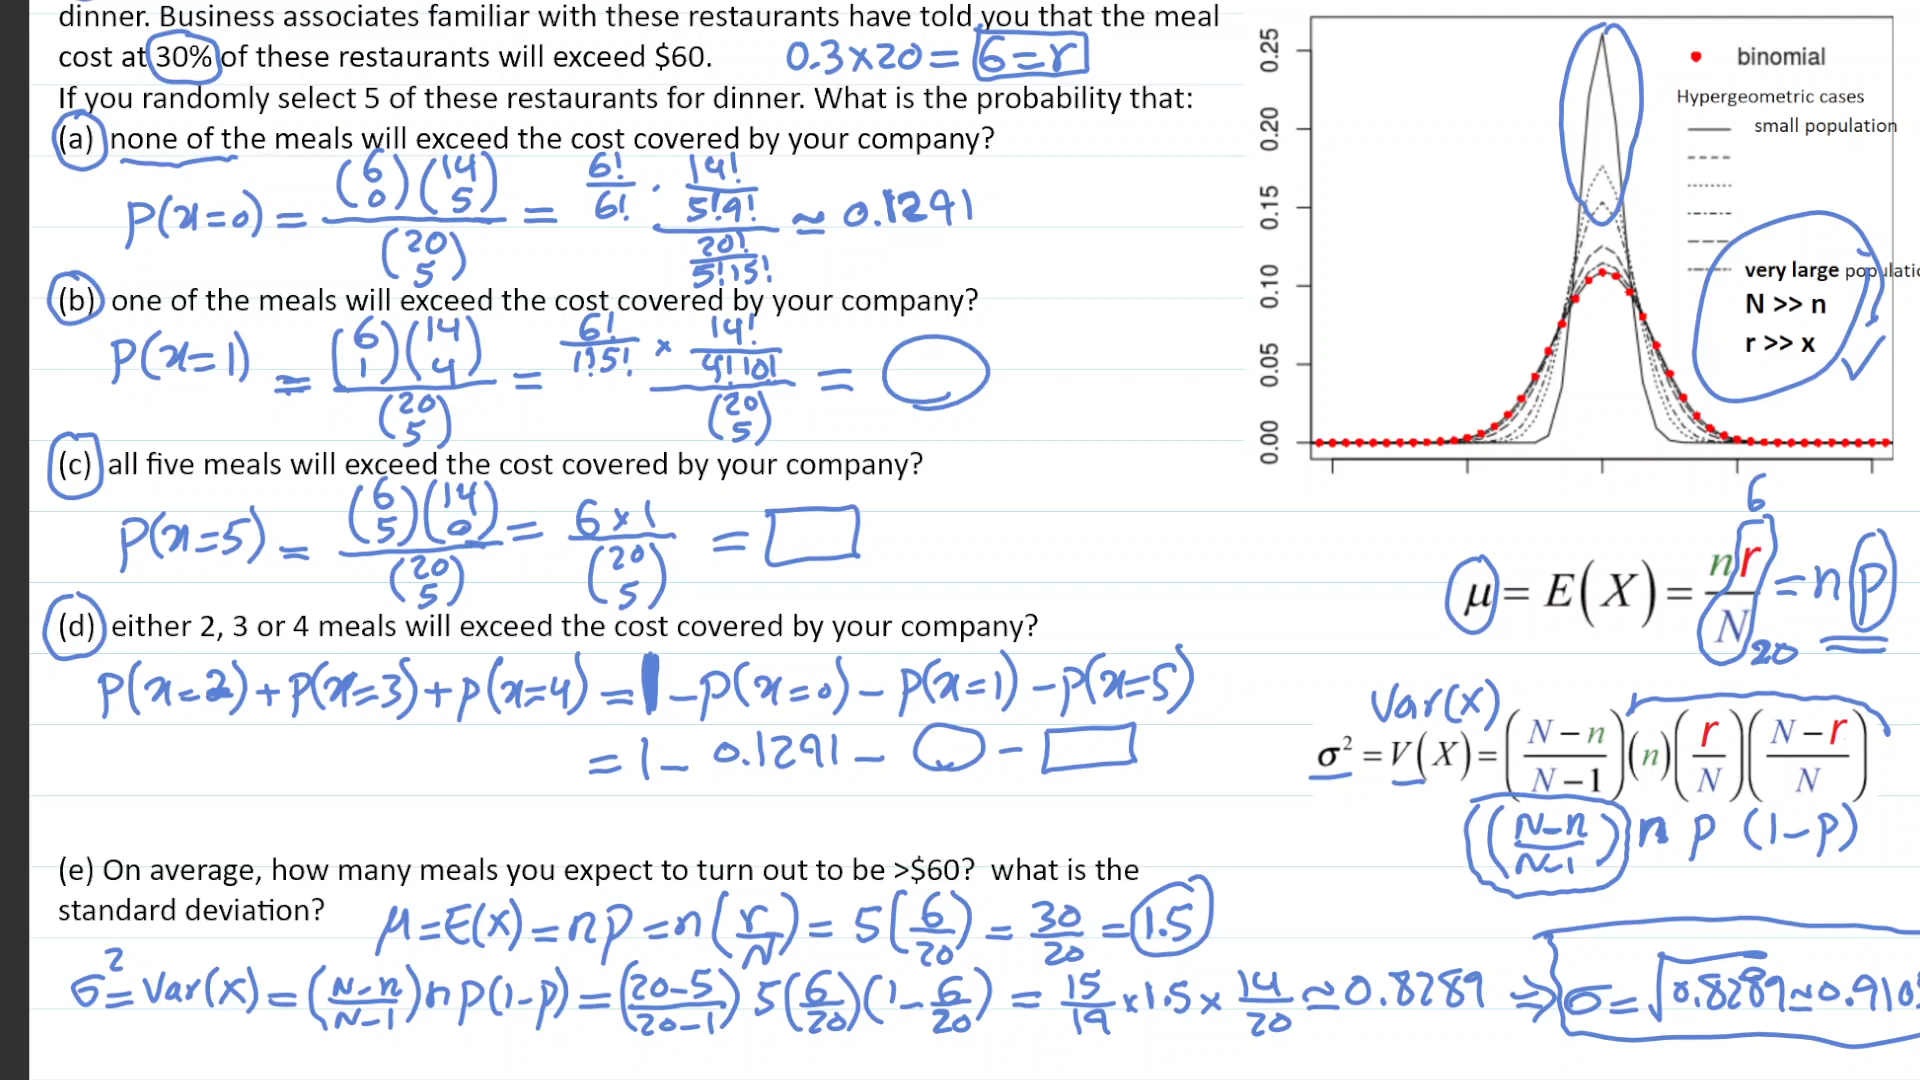 dinner. Business associates familiar with these restaurants have told you that the meal
cost at 30% of these restaurants will exceed $60. 0.3×20 = 6=r
If you randomly select 5 of these restaurants for dinner. What is the probability that:
(a) none of the meals will exceed the cost covered by your company?
P(x=0) = (6 0)(14 5) / (20 5) = 6!/6! · 14!/5!9! / 20!/5!15! ≃ 0.1291
(b) one of the meals will exceed the cost covered by your company?
P(x=1) = (6 1)(14 4) / (20 5) = 6!/1!5! × 14!/4!10! / (20 5) =
(c) all five meals will exceed the cost covered by your company?
P(x=5) = (6 5)(14 0) / (20 5) = 6×1 / (20 5) =
(d) either 2, 3 or 4 meals will exceed the cost covered by your company?
P(x=2)+P(x=3)+P(x=4) = 1 - P(x=0) - P(x=1) - P(x=5)
= 1 - 0.1291 - -
(e) On average, how many meals you expect to turn out to be >$60? what is the
standard deviation? μ=E(x)=np=n(r/N)= 5(6/20) = 30/20 = 1.5
σ²=Var(x)=(N-n/N-1)np(1-p)=(20-5/20-1)5(6/20)(1-6/20) = 15/19 ×1.5× 14/20 ≃0.8289 ⇒ σ=√0.8289≃0.910
0.25
0.20
0.15
0.10
0.05
0.00
binomial
Hypergeometric cases
small population
very large populatio
N >> n
r >> x
μ = E(X) = nr/N = np
6
20
Var(x)
σ² = V(X) = (N-n/N-1)(n)(r/N)(N-r/N)
((N-n/N-1) n p (1-p)